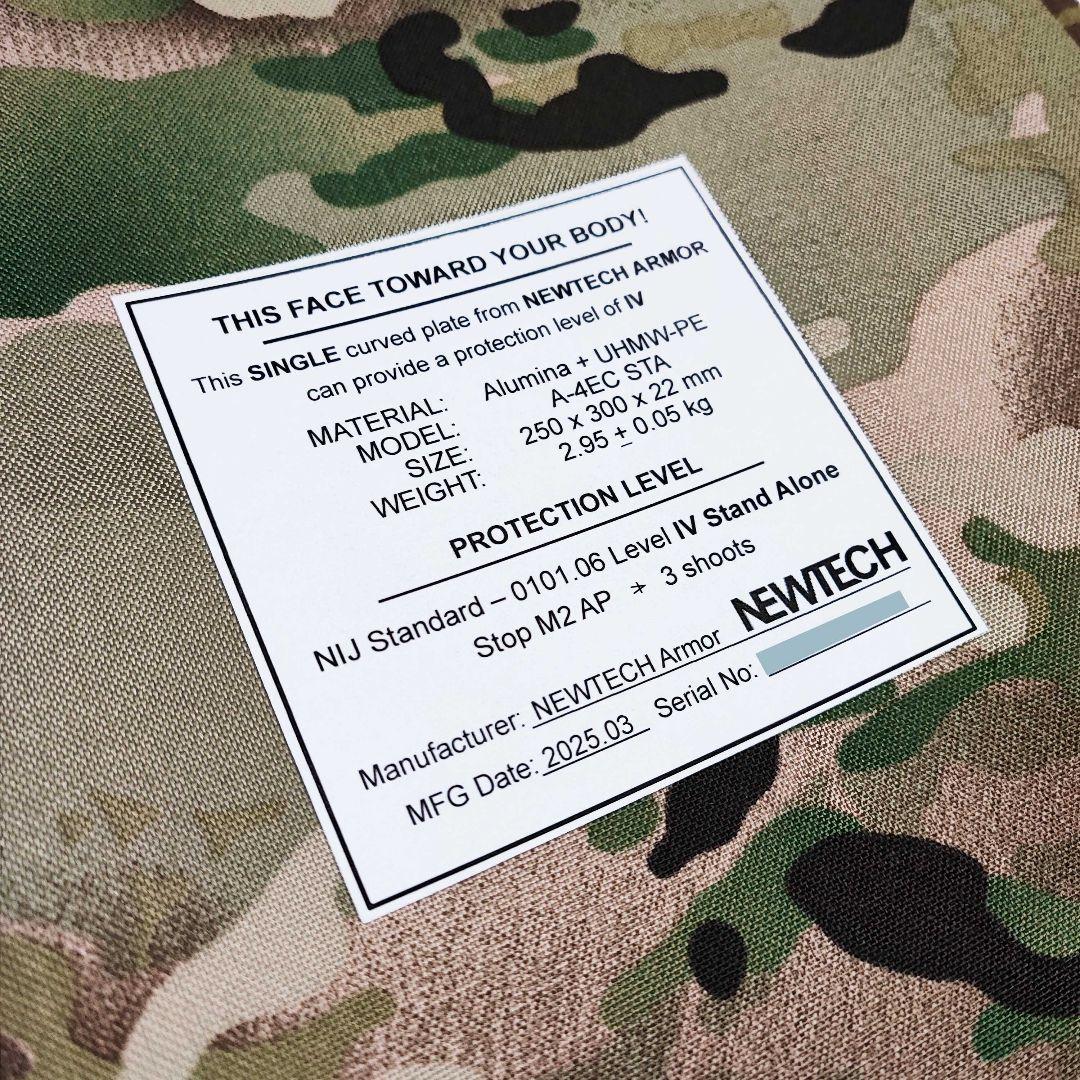 THIS FACE TOWARD YOUR BODY!
This SINGLE curved plate from NEWTECH ARMOR
can provide a protection level of IV
MATERIAL: Alumina + UHMW-PE
MODEL: A-4EC STA
SIZE: 250 x 300 x 22 mm
WEIGHT: 2.95 ± 0.05 kg
PROTECTION LEVEL
NIJ Standard – 0101.06 Level IV Stand Alone
Stop M2 AP ≯ 3 shoots
Manufacturer: NEWTECH Armor NEWTECH
MFG Date: 2025.03 Serial No: